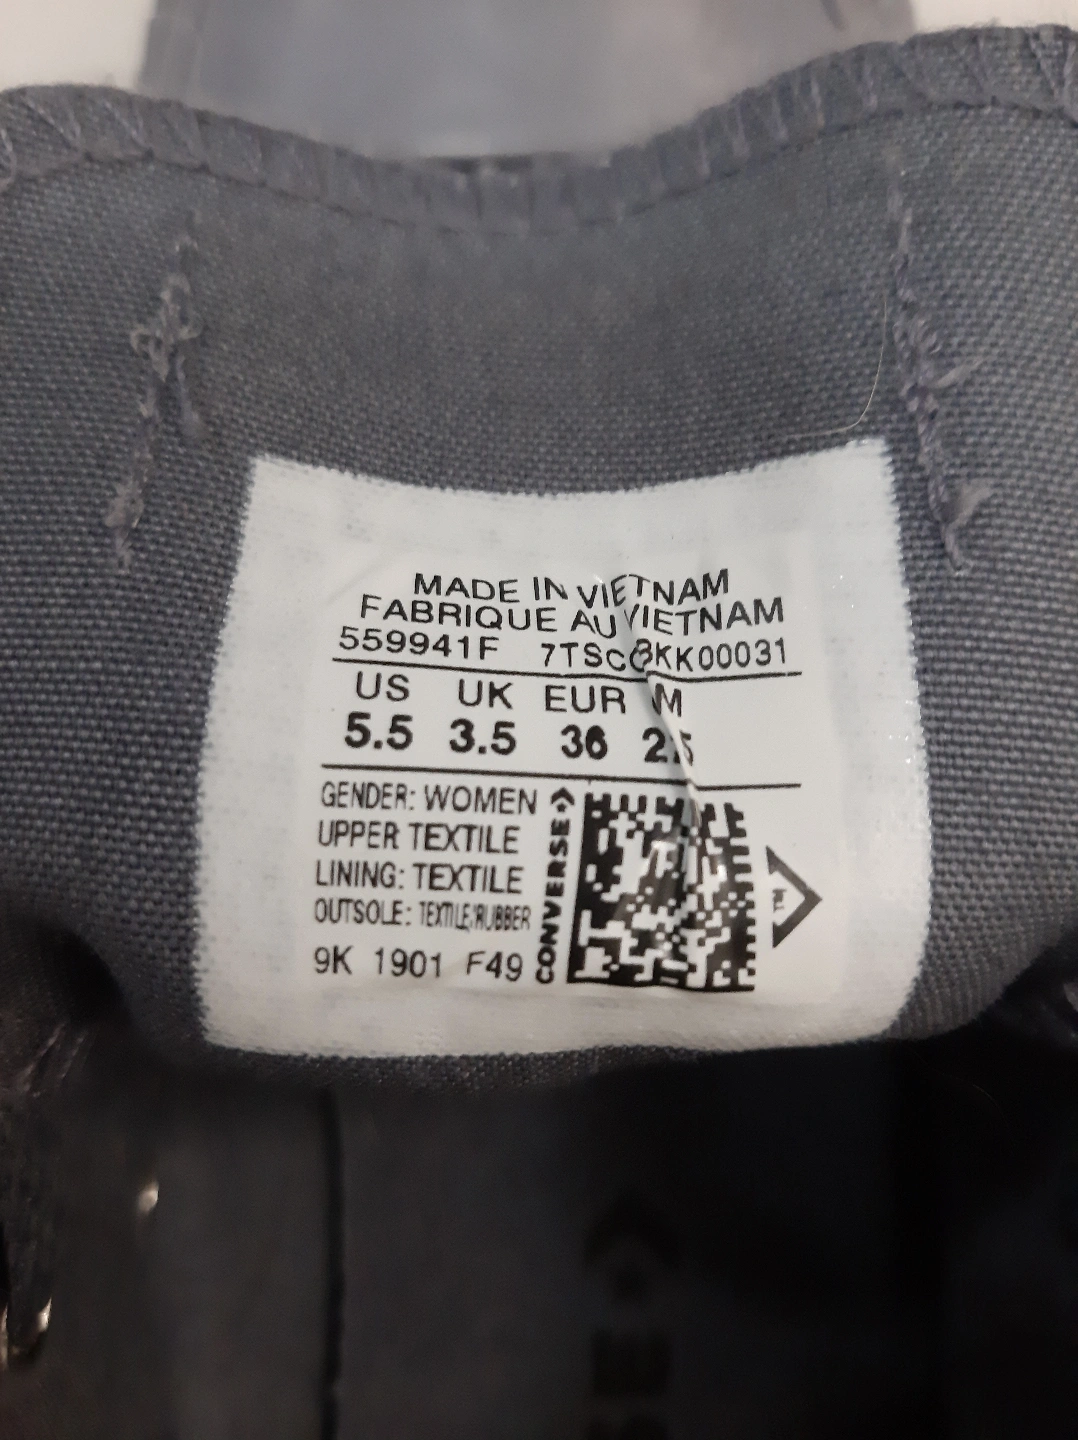 MADE IN VIETNAM
FABRIQUE AU VIETNAM
559941F
US UK EUR M
5.5 3.5 36
GENDER: WOMEN
UPPER TEXTILE
LINING: TEXTILE
OUTSOLE: TEXTILE/RUBBER
9K 1901 F49
CONVERSE